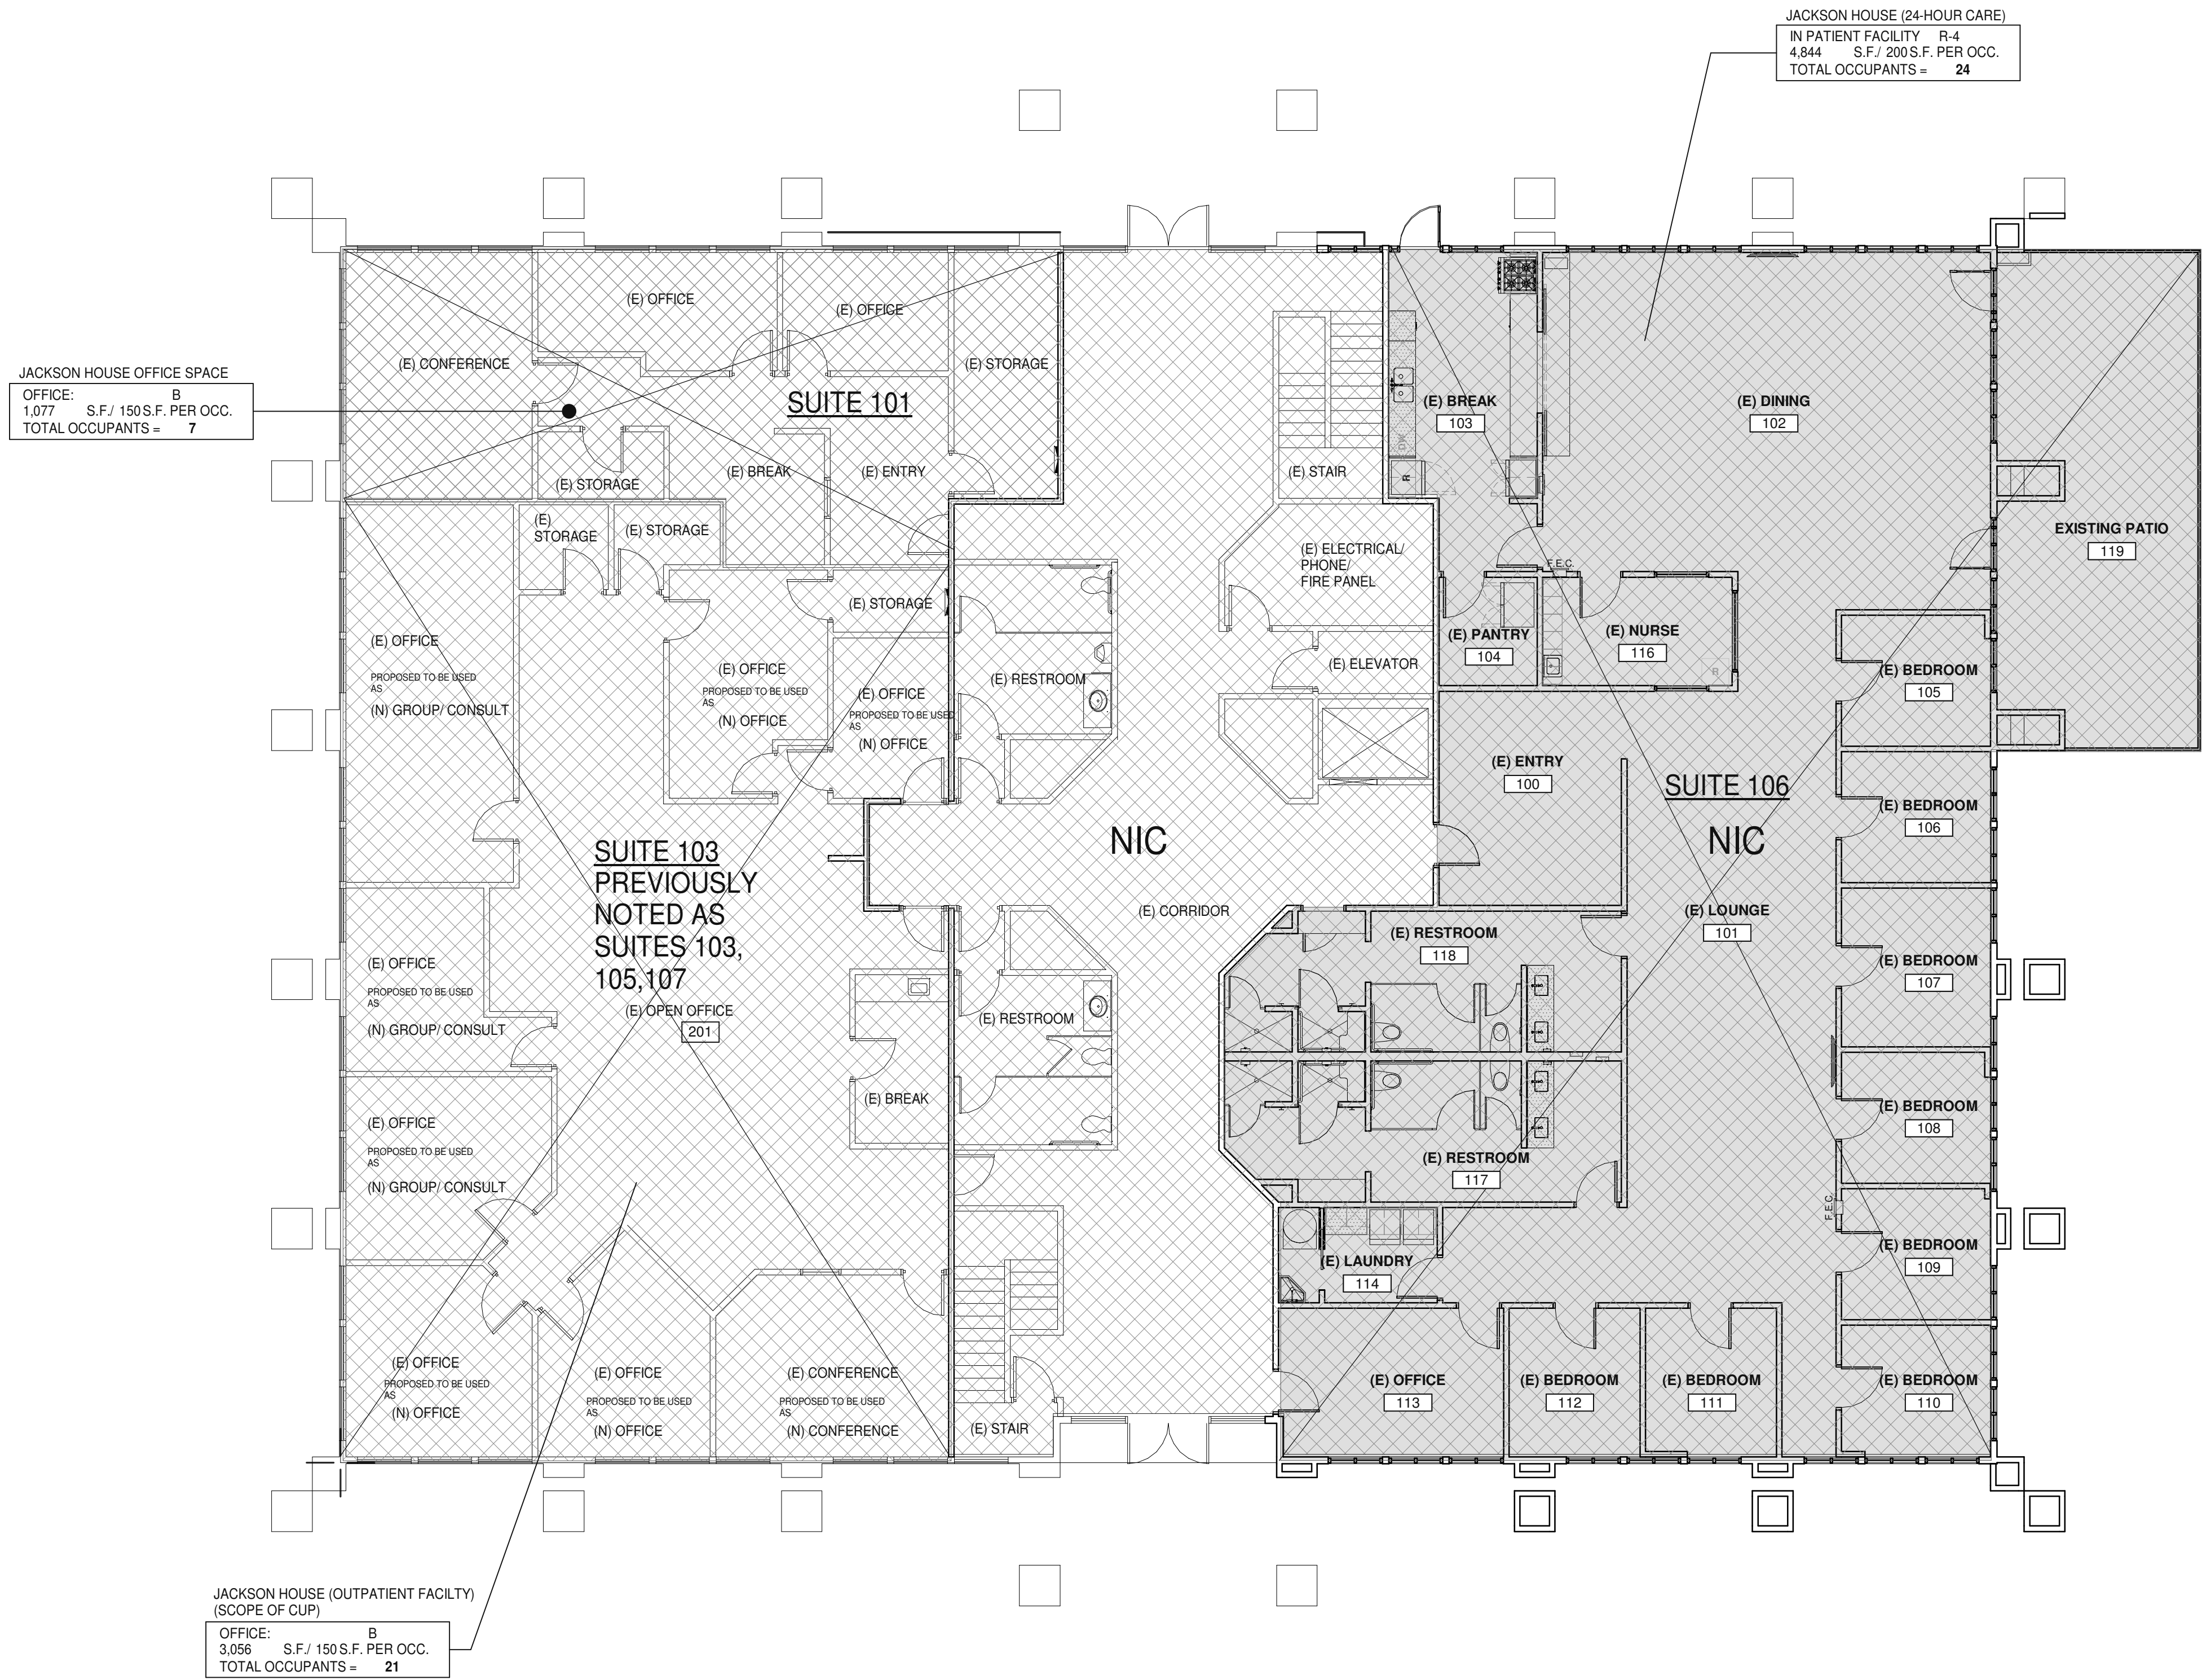 JACKSON HOUSE (24-HOUR CARE)
IN PATIENT FACILITY R-4
4,844 S.F./ 200 S.F. PER OCC.
TOTAL OCCUPANTS = 24
JACKSON HOUSE OFFICE SPACE
OFFICE: B
1,077 S.F./ 150 S.F. PER OCC.
TOTAL OCCUPANTS = 7
(E) CONFERENCE
(E) OFFICE
(E) OFFICE
(E) STORAGE
SUITE 101
(E) STORAGE
(E) BREAK
(E) ENTRY
(E)
STORAGE
(E) STORAGE
(E) STORAGE
(E) OFFICE
PROPOSED TO BE USED
AS
(N) GROUP/ CONSULT
(E) OFFICE
PROPOSED TO BE USED
AS
(N) OFFICE
(E) OFFICE
PROPOSED TO BE USED
AS
(N) OFFICE
SUITE 103
PREVIOUSLY
NOTED AS
SUITES 103,
105,107
(E) OPEN OFFICE
201
(E) OFFICE
PROPOSED TO BE USED
AS
(N) GROUP/ CONSULT
(E) OFFICE
PROPOSED TO BE USED
AS
(N) GROUP/ CONSULT
(E) BREAK
(E) OFFICE
PROPOSED TO BE USED
AS
(N) OFFICE
(E) OFFICE
PROPOSED TO BE USED
AS
(N) OFFICE
(E) CONFERENCE
PROPOSED TO BE USED
AS
(N) CONFERENCE
(E) STAIR
(E) ELECTRICAL/
PHONE/
FIRE PANEL
(E) ELEVATOR
(E) RESTROOM
NIC
(E) CORRIDOR
(E) RESTROOM
(E) STAIR
DW
R
(E) BREAK
103
(E) DINING
102
EXISTING PATIO
119
F.E.C.
(E) PANTRY
104
(E) NURSE
116
R
(E) BEDROOM
105
(E) ENTRY
100
SUITE 106
NIC
(E) BEDROOM
106
(E) LOUNGE
101
(E) RESTROOM
118
(E) BEDROOM
107
(E) BEDROOM
108
(E) RESTROOM
117
F.E.C.
(E) BEDROOM
109
(E) LAUNDRY
114
(E) OFFICE
113
(E) BEDROOM
112
(E) BEDROOM
111
(E) BEDROOM
110
JACKSON HOUSE (OUTPATIENT FACILTY)
(SCOPE OF CUP)
OFFICE: B
3,056 S.F./ 150 S.F. PER OCC.
TOTAL OCCUPANTS = 21